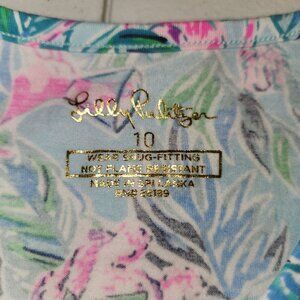 Lilly Pulitzer
10
WEAR SNUG-FITTING
NOT FLAME RESISTANT
MADE IN SRI LANKA